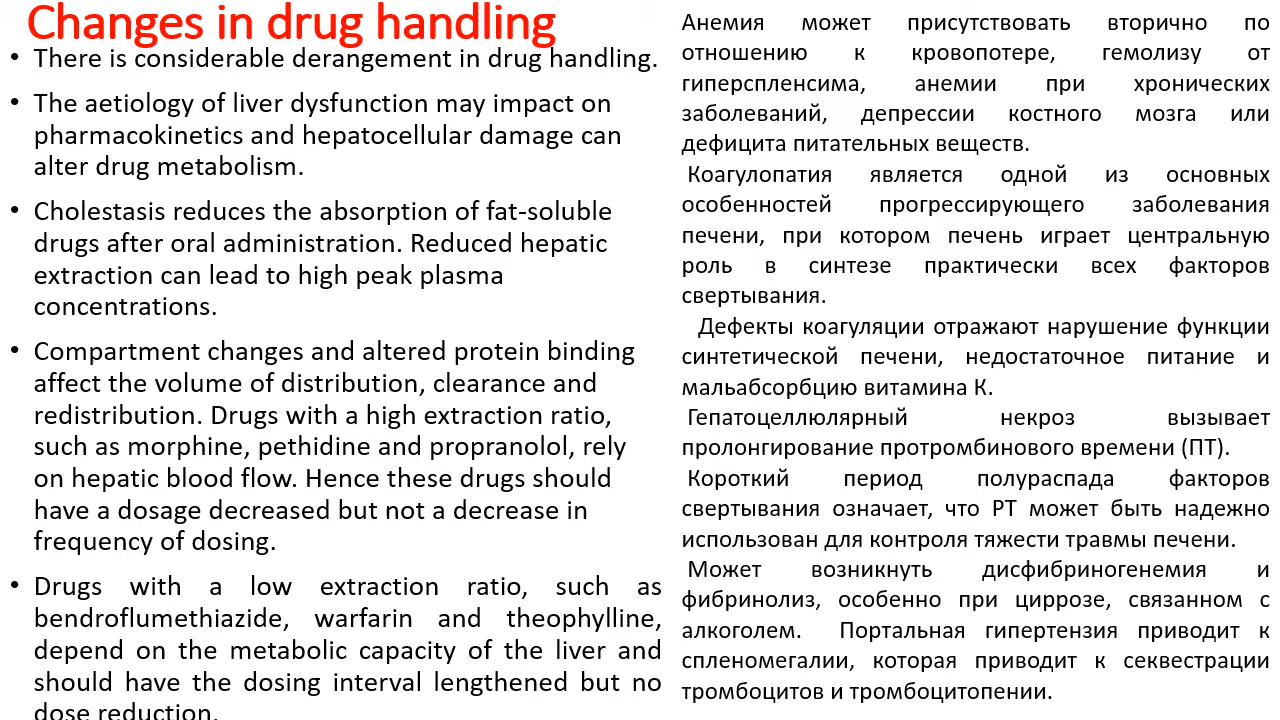 Changes in drug handling
• There is considerable derangement in drug handling.
• The aetiology of liver dysfunction may impact on
pharmacokinetics and hepatocellular damage can
alter drug metabolism.
• Cholestasis reduces the absorption of fat-soluble
drugs after oral administration. Reduced hepatic
extraction can lead to high peak plasma
concentrations.
• Compartment changes and altered protein binding
affect the volume of distribution, clearance and
redistribution. Drugs with a high extraction ratio,
such as morphine, pethidine and propranolol, rely
on hepatic blood flow. Hence these drugs should
have a dosage decreased but not a decrease in
frequency of dosing.
• Drugs with a low extraction ratio, such as
bendroflumethiazide, warfarin and theophylline,
depend on the metabolic capacity of the liver and
should have the dosing interval lengthened but no
dose reduction.
Анемия может присутствовать вторично по
отношению к кровопотере, гемолизу от
гиперспленсима, анемии при хронических
заболеваний, депрессии костного мозга или
дефицита питательных веществ.
Коагулопатия является одной из основных
особенностей прогрессирующего заболевания
печени, при котором печень играет центральную
роль в синтезе практически всех факторов
свертывания.
Дефекты коагуляции отражают нарушение функции
синтетической печени, недостаточное питание и
мальабсорбцию витамина К.
Гепатоцеллюлярный некроз вызывает
пролонгирование протромбинового времени (ПТ).
Короткий период полураспада факторов
свертывания означает, что РТ может быть надежно
использован для контроля тяжести травмы печени.
Может возникнуть дисфибриногенемия и
фибринолиз, особенно при циррозе, связанном с
алкоголем. Портальная гипертензия приводит к
спленомегалии, которая приводит к секвестрации
тромбоцитов и тромбоцитопении.